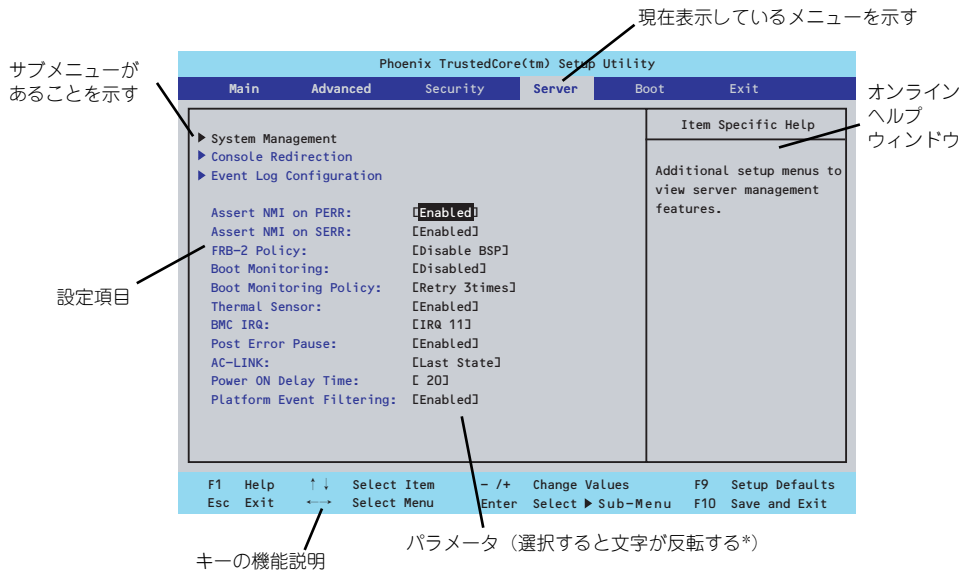 現在表示しているメニューを示す
サブメニューが
あることを示す
Phoenix TrustedCore(tm) Setup Utility
Main Advanced Security Server Boot Exit
オンライン
ヘルプ
ウィンドウ
▶ System Management
▶ Console Redirection
▶ Event Log Configuration
Item Specific Help
Additional setup menus to
view server management
features.
Assert NMI on PERR: [Enabled]
Assert NMI on SERR: [Enabled]
FRB-2 Policy: [Disable BSP]
Boot Monitoring: [Disabled]
Boot Monitoring Policy: [Retry 3times]
Thermal Sensor: [Enabled]
BMC IRQ: [IRQ 11]
Post Error Pause: [Enabled]
AC-LINK: [Last State]
Power ON Delay Time: [ 20]
Platform Event Filtering: [Enabled]
設定項目
F1 Help ↑↓ Select Item - /+ Change Values F9 Setup Defaults
Esc Exit ←→ Select Menu Enter Select ▶ Sub-Menu F10 Save and Exit
パラメータ（選択すると文字が反転する*）
キーの機能説明